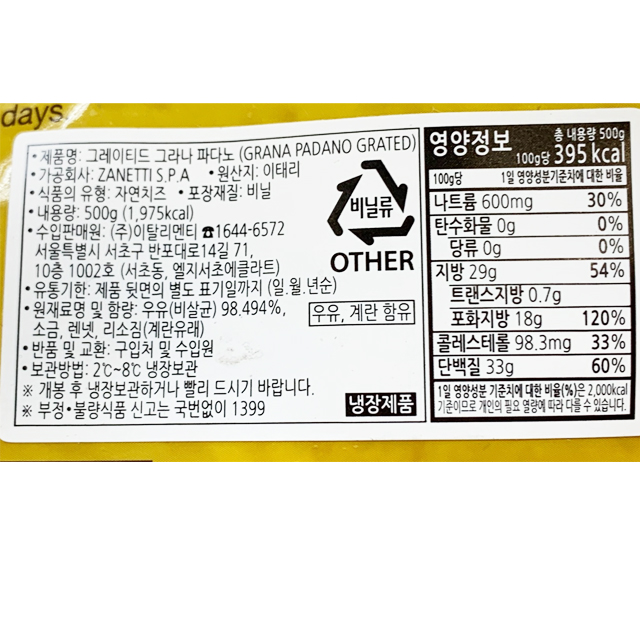 days
• 제품명: 그레이티드 그라나 파다노 (GRANA PADANO GRATED)
• 가공회사: ZANETTI S.P.A • 원산지: 이태리
• 식품의 유형: 자연치즈 • 포장재질: 비닐
• 내용량: 500g (1,975kcal)
• 수입판매원: (주)이탈리멘티 ☎1644-6572
서울특별시 서초구 반포대로14길 71,
10층 1002호 (서초동, 엘지서초에클라트)
• 유통기한: 제품 뒷면의 별도 표기일까지 (일.월.년순)
• 원재료명 및 함량: 우유(비살균) 98.494%,
소금, 렌넷, 리소짐(계란유래)
• 반품 및 교환: 구입처 및 수입원
• 보관방법: 2℃~8℃ 냉장보관
※ 개봉 후 냉장보관하거나 빨리 드시기 바랍니다.
※ 부정•불량식품 신고는 국번없이 1399
비닐류
OTHER
우유, 계란 함유
냉장제품
영양정보 총 내용량 500g
100g당 395 kcal
100g당 1일 영양성분기준치에 대한 비율
나트륨 600mg 30%
탄수화물 0g 0%
당류 0g 0%
지방 29g 54%
트랜스지방 0.7g
포화지방 18g 120%
콜레스테롤 98.3mg 33%
단백질 33g 60%
1일 영양성분 기준치에 대한 비율(%)은 2,000kcal
기준이므로 개인의 필요 열량에 따라 다를 수 있습니다.